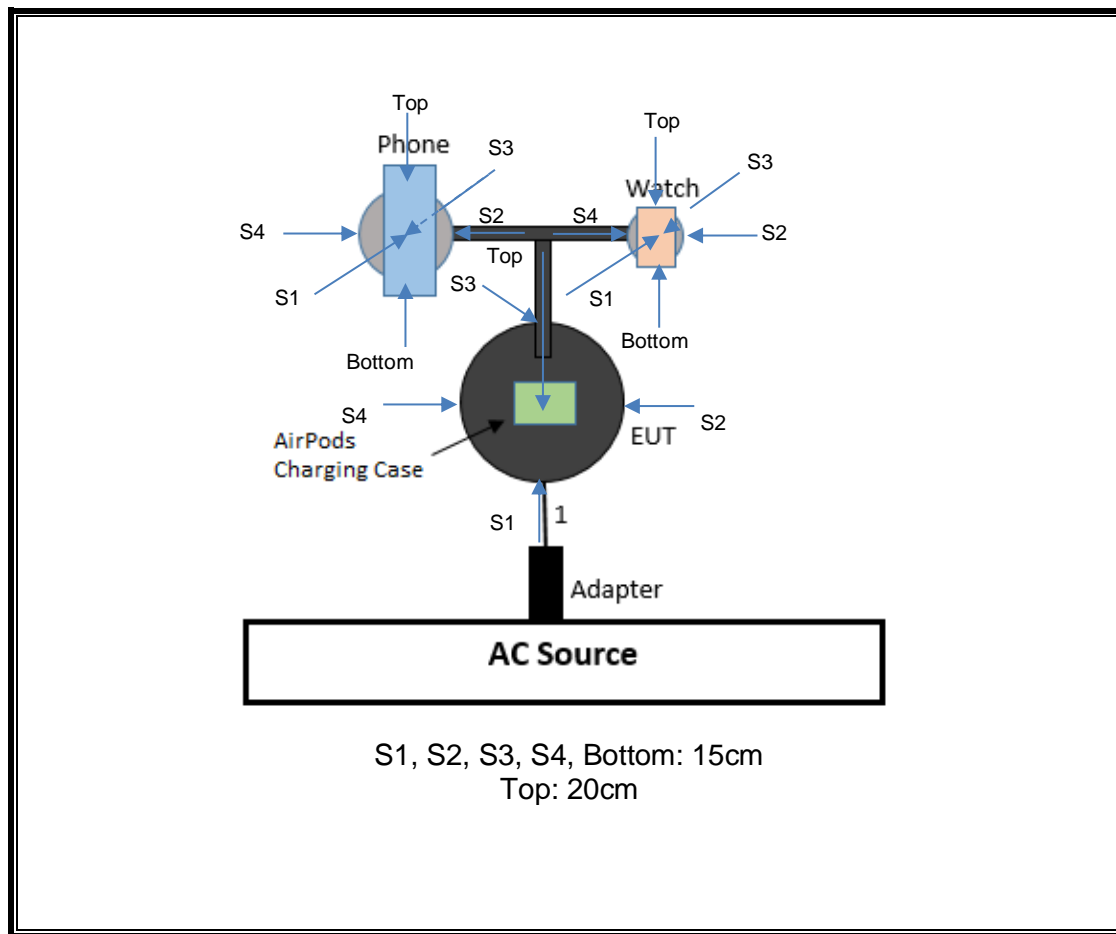 Top
Top
Phone
S3
S3
Watch
S4
S2
S4
S2
Top
S3
S1
S1
Bottom
Bottom
S4
S2
EUT
AirPods
Charging Case
S1
1
Adapter
AC Source
S1, S2, S3, S4, Bottom: 15cm
Top: 20cm